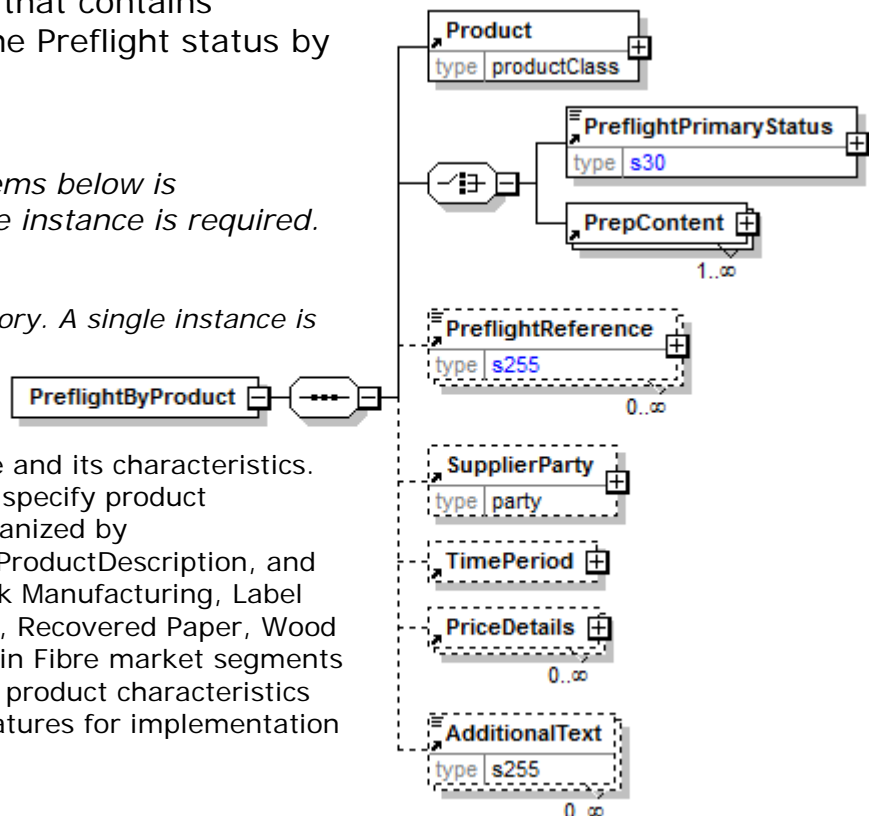 that contains
ne Preflight status by
ems below is
e instance is required.
ory. A single instance is
e and its characteristics.
specify product
anized by
ProductDescription, and
k Manufacturing, Label
, Recovered Paper, Wood
in Fibre market segments
product characteristics
atures for implementation
PreflightByProduct
Product
type productClass
PreflightPrimaryStatus
type s30
PrepContent
1..∞
PreflightReference
type s255
0..∞
SupplierParty
type party
TimePeriod
PriceDetails
0..∞
AdditionalText
type s255
0..∞